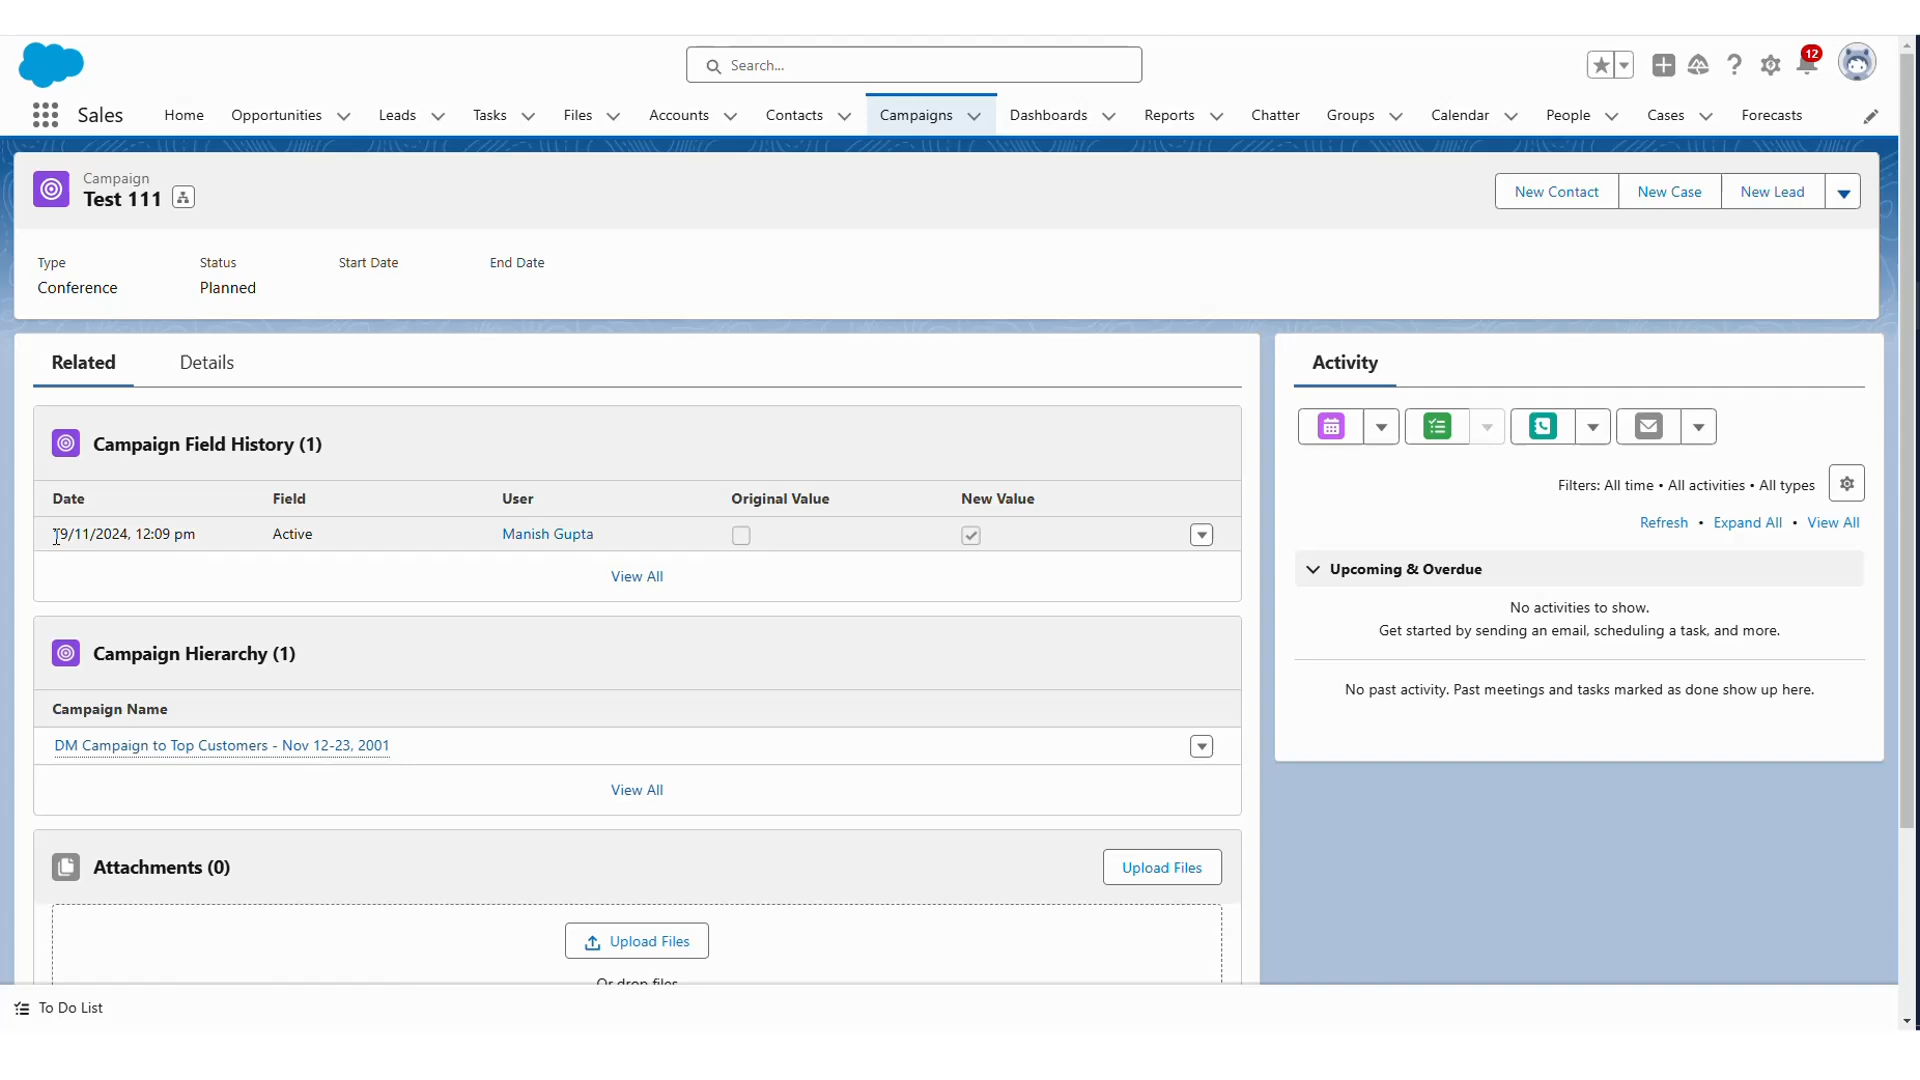 Search...
12
Sales
Home
Opportunities
Leads
Tasks
Files
Accounts
Contacts
Campaigns
Dashboards
Reports
Chatter
Groups
Calendar
People
Cases
Forecasts
Campaign
Test 111
New Contact
New Case
New Lead
Type
Status
Start Date
End Date
Conference
Planned
Related
Details
Campaign Field History (1)
Date
Field
User
Original Value
New Value
19/11/2024, 12:09 pm
Active
Manish Gupta
View All
Campaign Hierarchy (1)
Campaign Name
DM Campaign to Top Customers - Nov 12-23, 2001
View All
Attachments (0)
Upload Files
Upload Files
Or drop files
Activity
Filters: All time • All activities • All types
Refresh • Expand All • View All
Upcoming & Overdue
No activities to show.
Get started by sending an email, scheduling a task, and more.
No past activity. Past meetings and tasks marked as done show up here.
To Do List